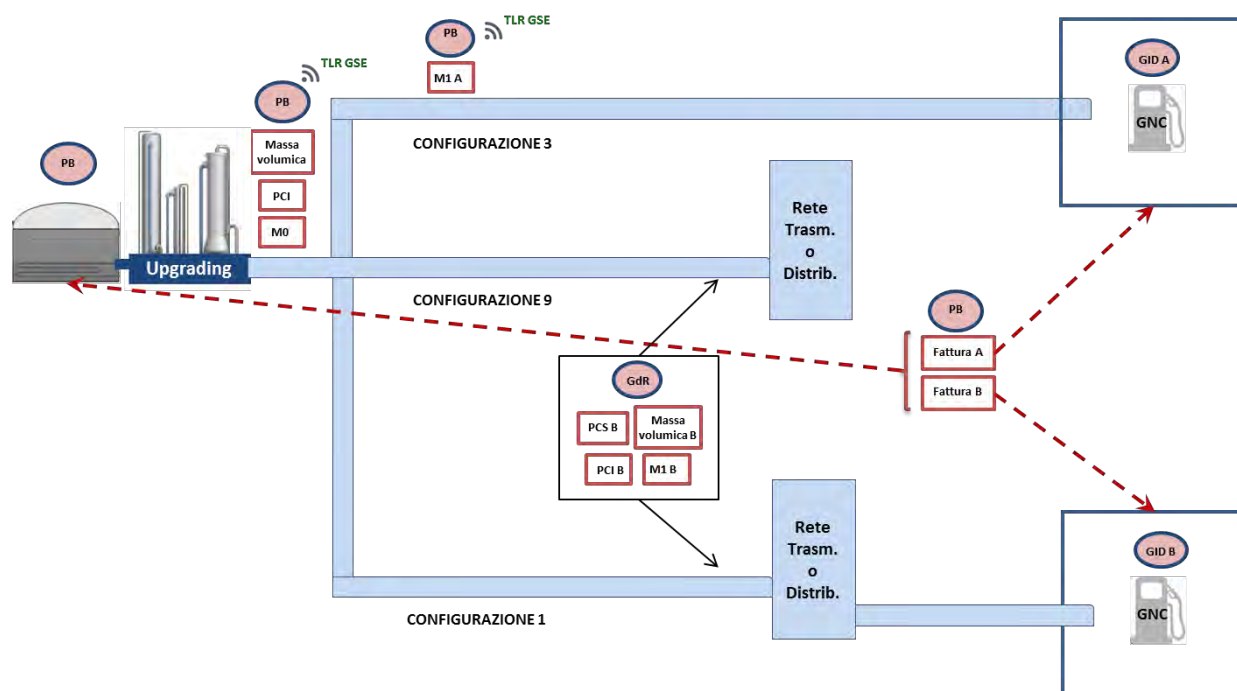 PB
TLR GSE
M1 A
TLR GSE
PB
GID A
GNC
CONFIGURAZIONE 3
Massa
volumica
PB
PCI
M0
Upgrading
Rete
Trasm.
o
Distrib.
CONFIGURAZIONE 9
PB
Fattura A
Fattura B
GdR
PCS B
Massa
volumica B
PCI B
M1 B
Rete
Trasm.
o
Distrib.
GID B
GNC
CONFIGURAZIONE 1